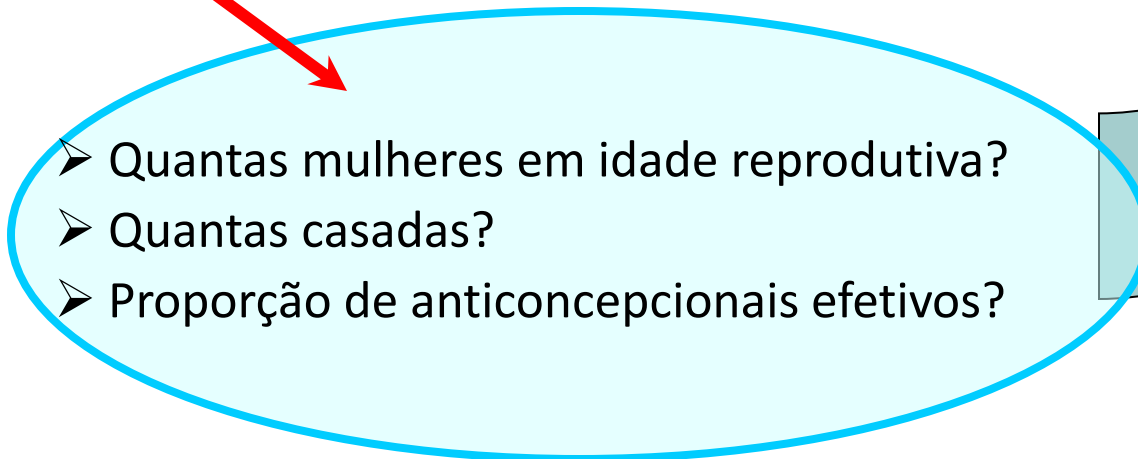 ➢ Quantas mulheres em idade reprodutiva?
➢ Quantas casadas?
➢ Proporção de anticoncepcionais efetivos?